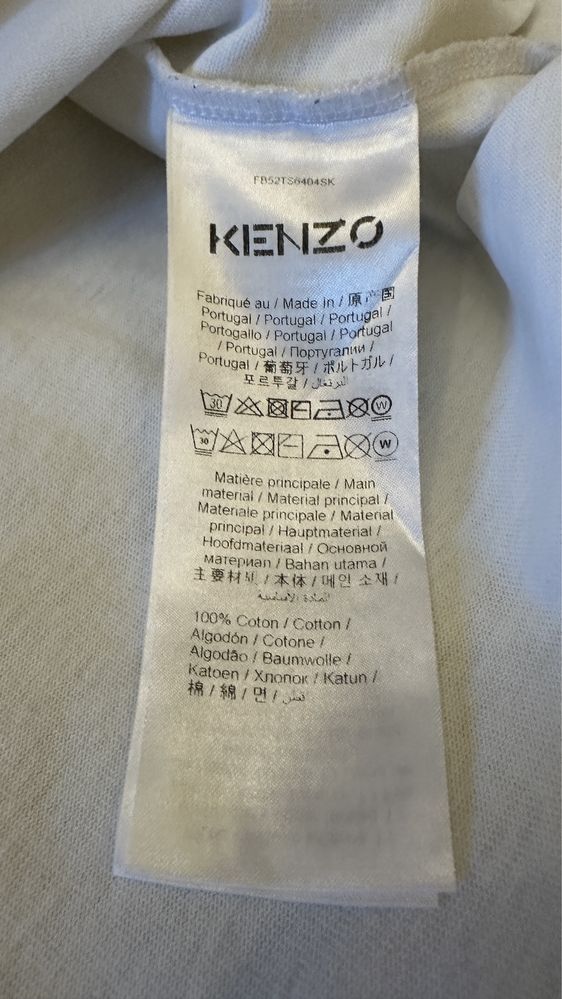 FB52TS6404SK
KENZO
Fabriqué au / Made in / 原产国
Portugal / Portugal / Portugal /
Portogallo / Portugal / Portugal
/ Portugal / Португалии /
Portugal / 葡萄牙 / ポルトガル /
포르투갈 / البرتغال
30 W
30 W
Matière principale / Main
material / Material principal /
Materiale principale / Material
principal / Hauptmaterial /
Hoofdmateriaal / Основной
материал / Bahan utama /
主要材料 / 本体 / 메인 소재 /
المادة الأساسية
100% Coton / Cotton /
Algodón / Cotone /
Algodão / Baumwolle /
Katoen / Хлопок / Katun /
棉 / 綿 / 면 / قطن